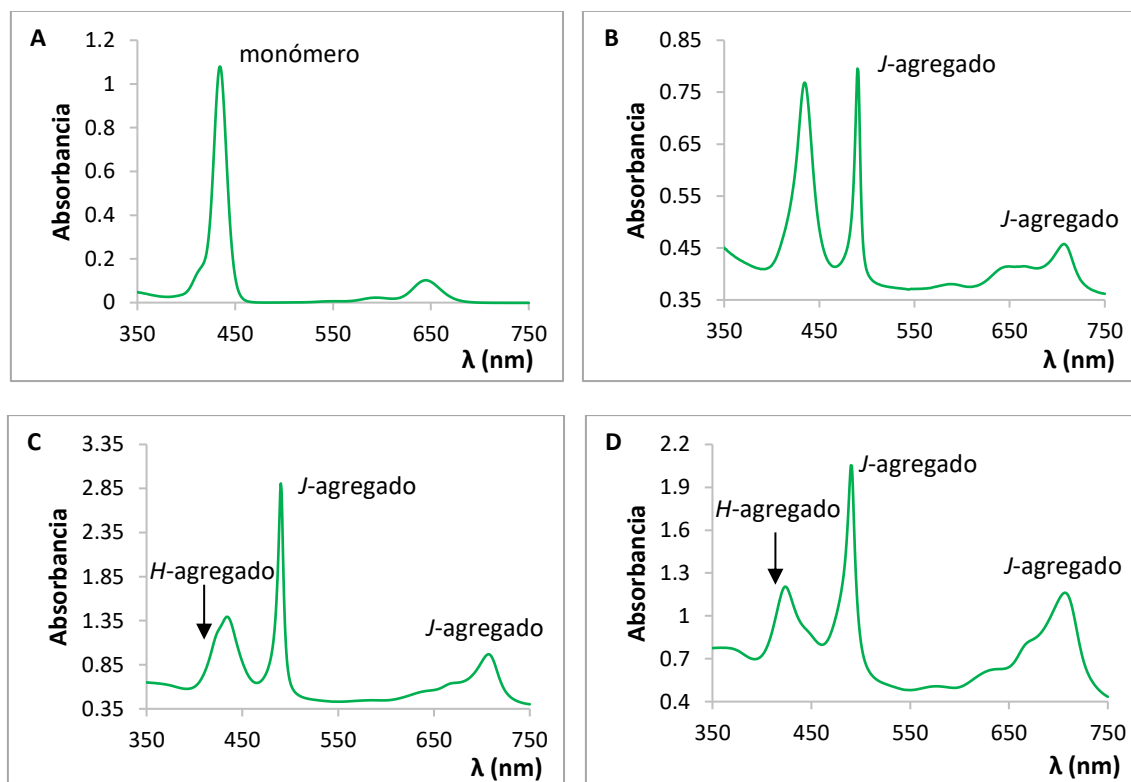 A
monómero
Absorbancia
1.2
1
0.8
0.6
0.4
0.2
0
350 450 550 650 750
λ (nm)
B
J-agregado
J-agregado
Absorbancia
0.85
0.75
0.65
0.55
0.45
0.35
350 450 550 650 750
λ (nm)
C
J-agregado
H-agregado
J-agregado
Absorbancia
3.35
2.85
2.35
1.85
1.35
0.85
0.35
350 450 550 650 750
λ (nm)
D
J-agregado
H-agregado
J-agregado
Absorbancia
2.2
1.9
1.6
1.3
1
0.7
0.4
350 450 550 650 750
λ (nm)